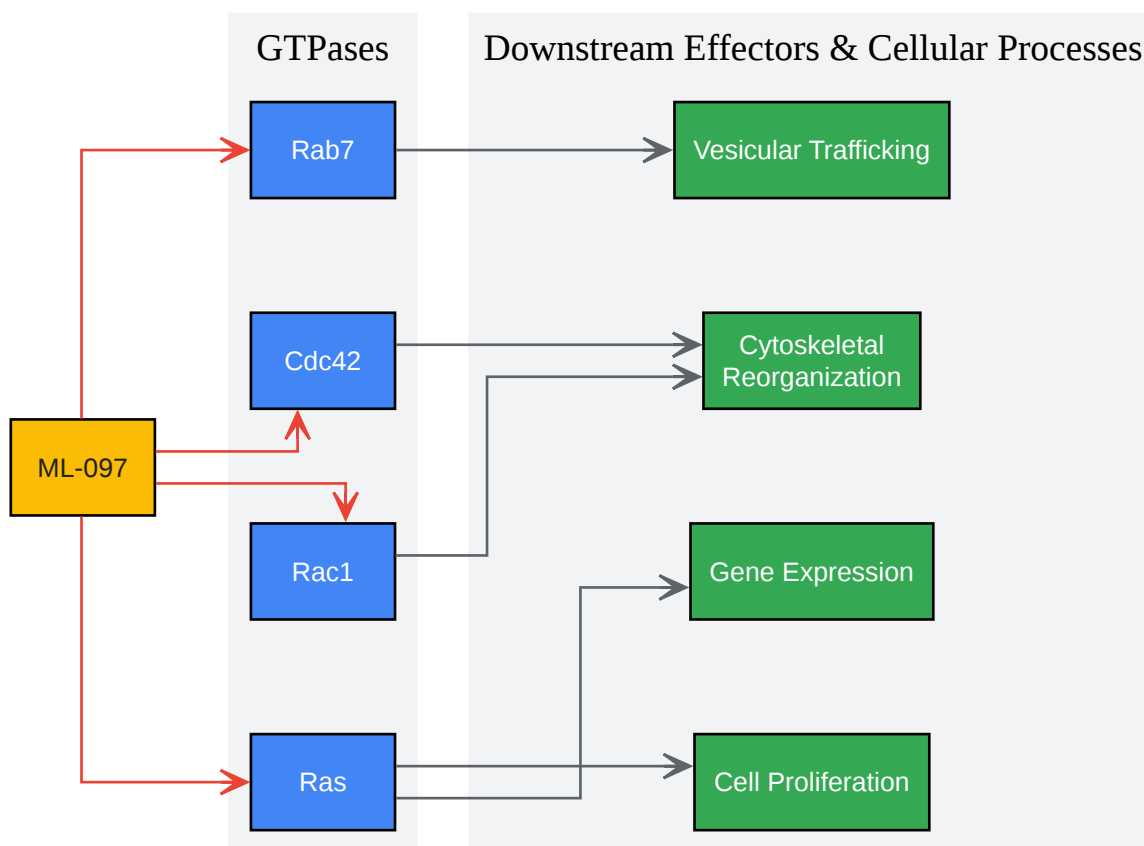 GTPases
Downstream Effectors & Cellular Processes
Rab7
Vesicular Trafficking
Cdc42
Cytoskeletal
Reorganization
ML-097
Rac1
Gene Expression
Ras
Cell Proliferation